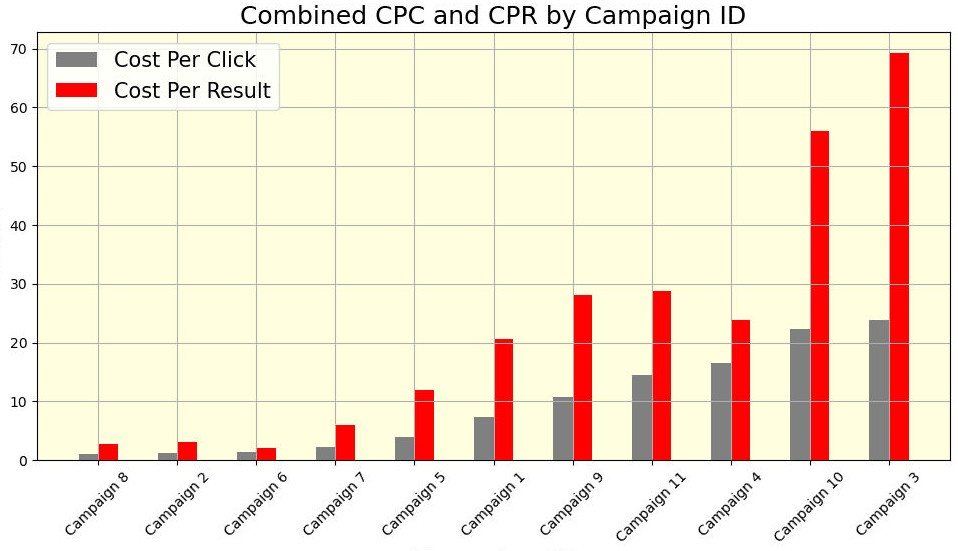 Combined CPC and CPR by Campaign ID
Cost Per Click
Cost Per Result
70
60
50
40
30
20
10
0
Campaign 8
Campaign 2
Campaign 6
Campaign 7
Campaign 5
Campaign 1
Campaign 9
Campaign 11
Campaign 4
Campaign 10
Campaign 3